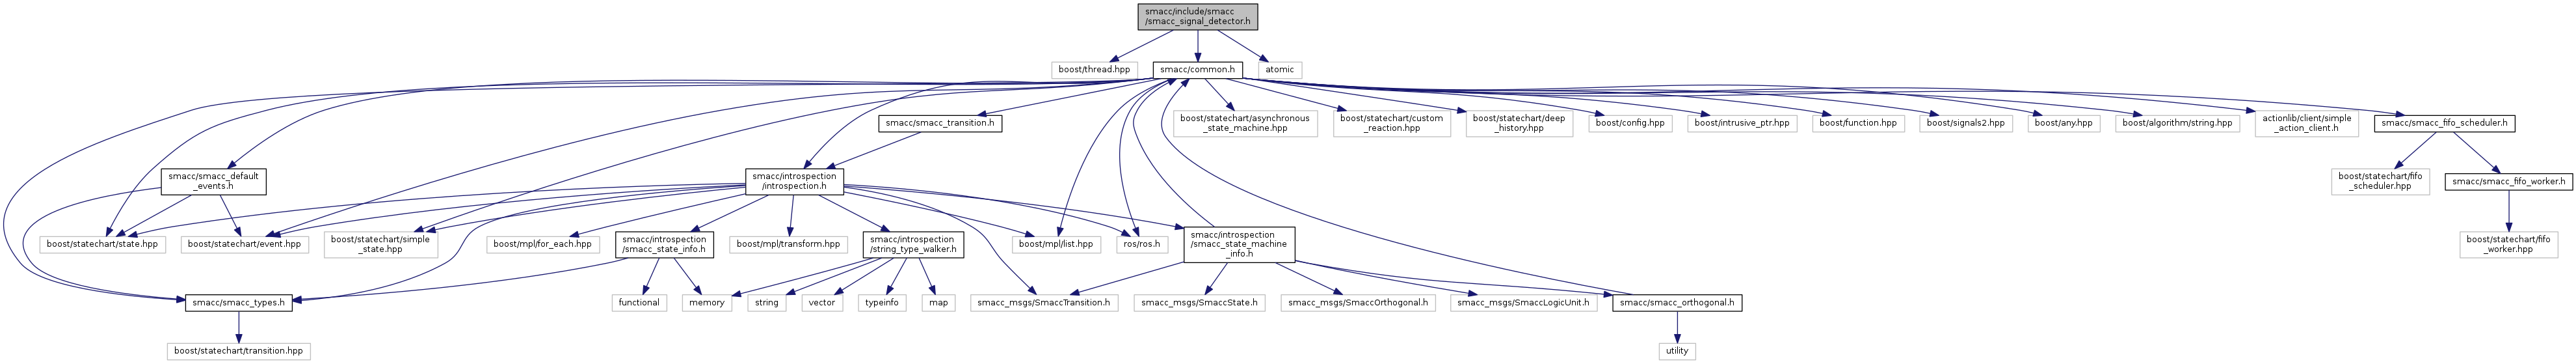 smacc/include/smacc
/smacc_signal_detector.h
boost/thread.hpp
smacc/common.h
atomic
smacc/smacc_transition.h
boost/statechart/asynchronous
_state_machine.hpp
boost/statechart/custom
_reaction.hpp
boost/statechart/deep
_history.hpp
boost/config.hpp
boost/intrusive_ptr.hpp
boost/function.hpp
boost/signals2.hpp
boost/any.hpp
boost/algorithm/string.hpp
actionlib/client/simple
_action_client.h
smacc/smacc_fifo_scheduler.h
smacc/smacc_default
_events.h
smacc/introspection
/introspection.h
boost/statechart/fifo
_scheduler.hpp
smacc/smacc_fifo_worker.h
boost/statechart/state.hpp
boost/statechart/event.hpp
boost/statechart/simple
_state.hpp
boost/mpl/for_each.hpp
smacc/introspection
/smacc_state_info.h
boost/mpl/transform.hpp
smacc/introspection
/string_type_walker.h
boost/mpl/list.hpp
ros/ros.h
smacc/introspection
/smacc_state_machine
_info.h
boost/statechart/fifo
_worker.hpp
smacc/smacc_types.h
functional
memory
string
vector
typeinfo
map
smacc_msgs/SmaccTransition.h
smacc_msgs/SmaccState.h
smacc_msgs/SmaccOrthogonal.h
smacc_msgs/SmaccLogicUnit.h
smacc/smacc_orthogonal.h
boost/statechart/transition.hpp
utility